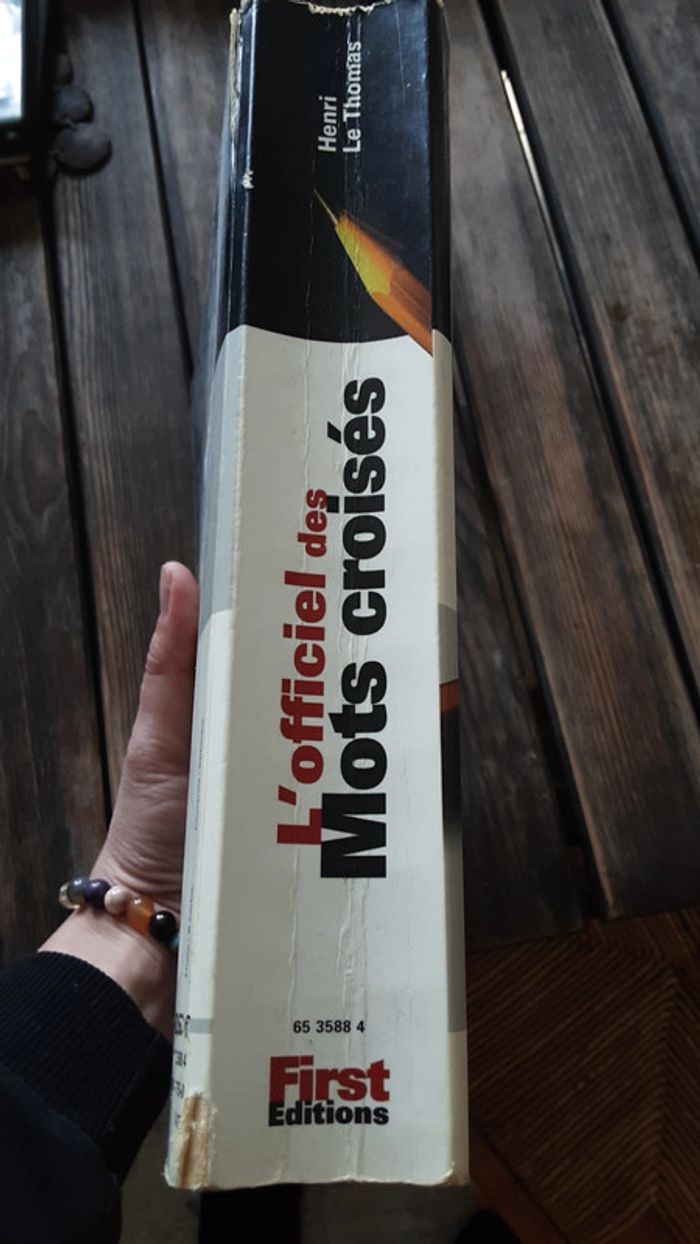 Henri
Le Thomas
L'officiel des
Mots croisés
65 3588 4
First
Editions